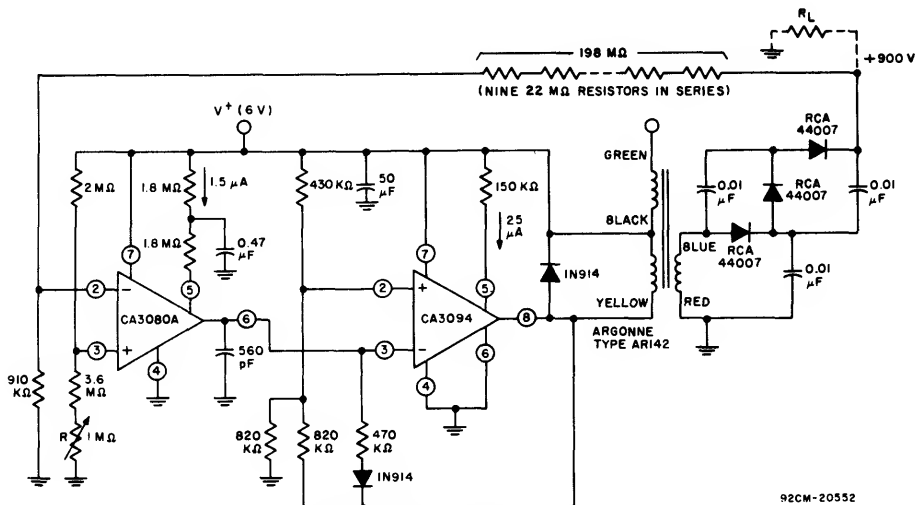 R_L
198 MΩ
+900 V
(NINE 22 MΩ RESISTORS IN SERIES)
V+ (6 V)
RCA
44007
GREEN
2 MΩ
1.8 MΩ
1.5 μA
430 KΩ
50
μF
150 KΩ
0.01
μF
RCA
44007
0.01
μF
BLACK
25
μA
1.8 MΩ
0.47
μF
7
7
BLUE
RCA
44007
1N914
2
−
5
2
+
5
0.01
μF
CA3080A
6
CA3094
8
YELLOW
RED
3
+
560
pF
3
−
6
ARGONNE
TYPE AR142
4
4
910
KΩ
3.6
MΩ
R
1 MΩ
820
KΩ
820
KΩ
470
KΩ
1N914
92CM-20552